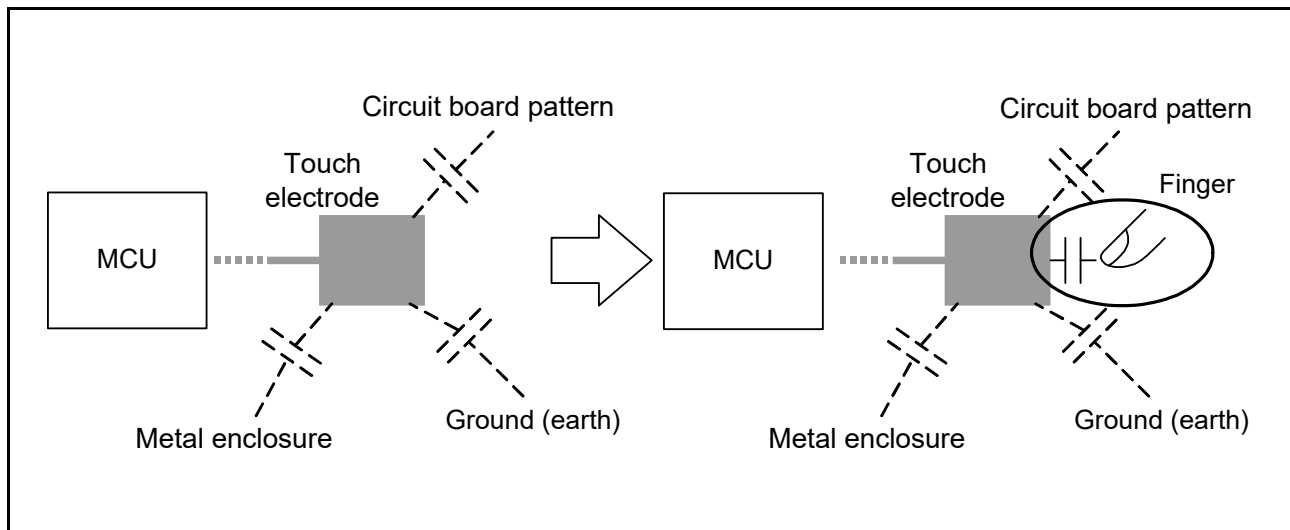 Circuit board pattern
Touch
electrode
MCU
Metal enclosure
Ground (earth)
Circuit board pattern
Touch
electrode
Finger
MCU
Metal enclosure
Ground (earth)